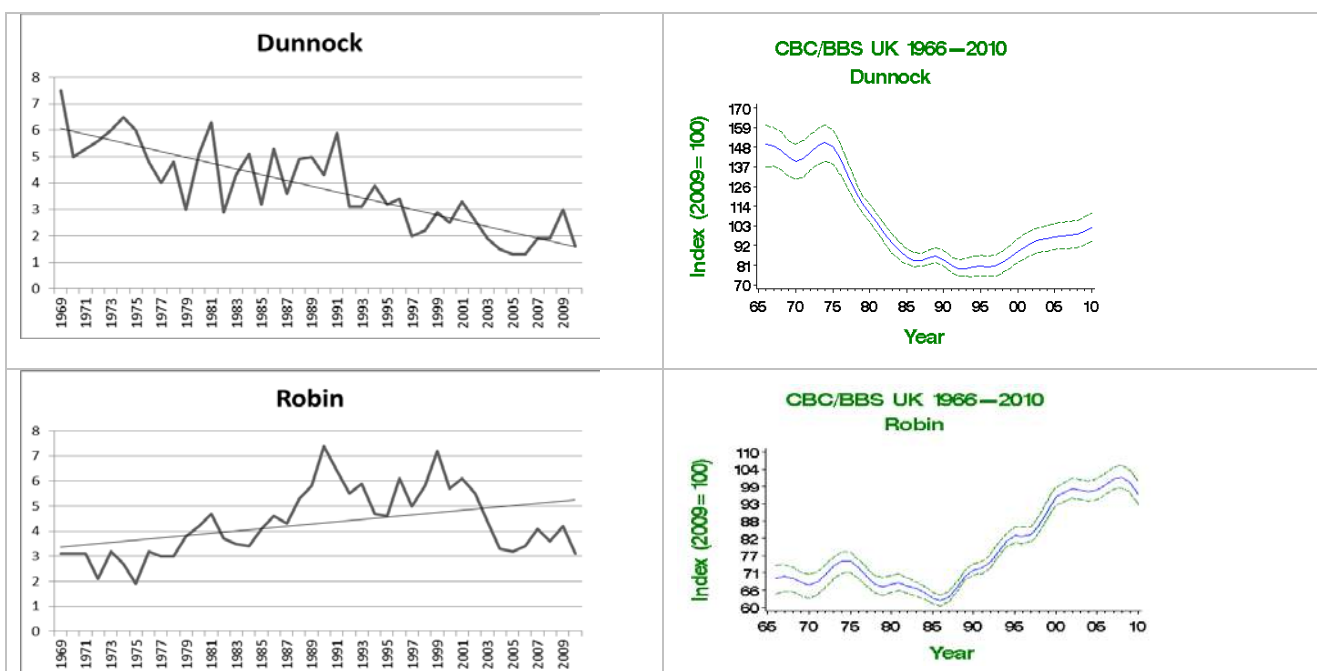 Dunnock
8
7
6
5
4
3
2
1
0
1969 1971 1973 1975 1977 1979 1981 1983 1985 1987 1989 1991 1993 1995 1997 1999 2001 2003 2005 2007 2009
CBC/BBS UK 1966—2010
Dunnock
Index (2009= 100)
170
159
148
137
126
114
103
92
81
70
65 70 75 80 85 90 95 00 05 10
Year
Robin
8
7
6
5
4
3
2
1
0
1969 1971 1973 1975 1977 1979 1981 1983 1985 1987 1989 1991 1993 1995 1997 1999 2001 2003 2005 2007 2009
CBC/BBS UK 1966—2010
Robin
Index (2009= 100)
110
104
99
93
88
82
77
71
66
60
65 70 75 80 85 90 95 00 05 10
Year